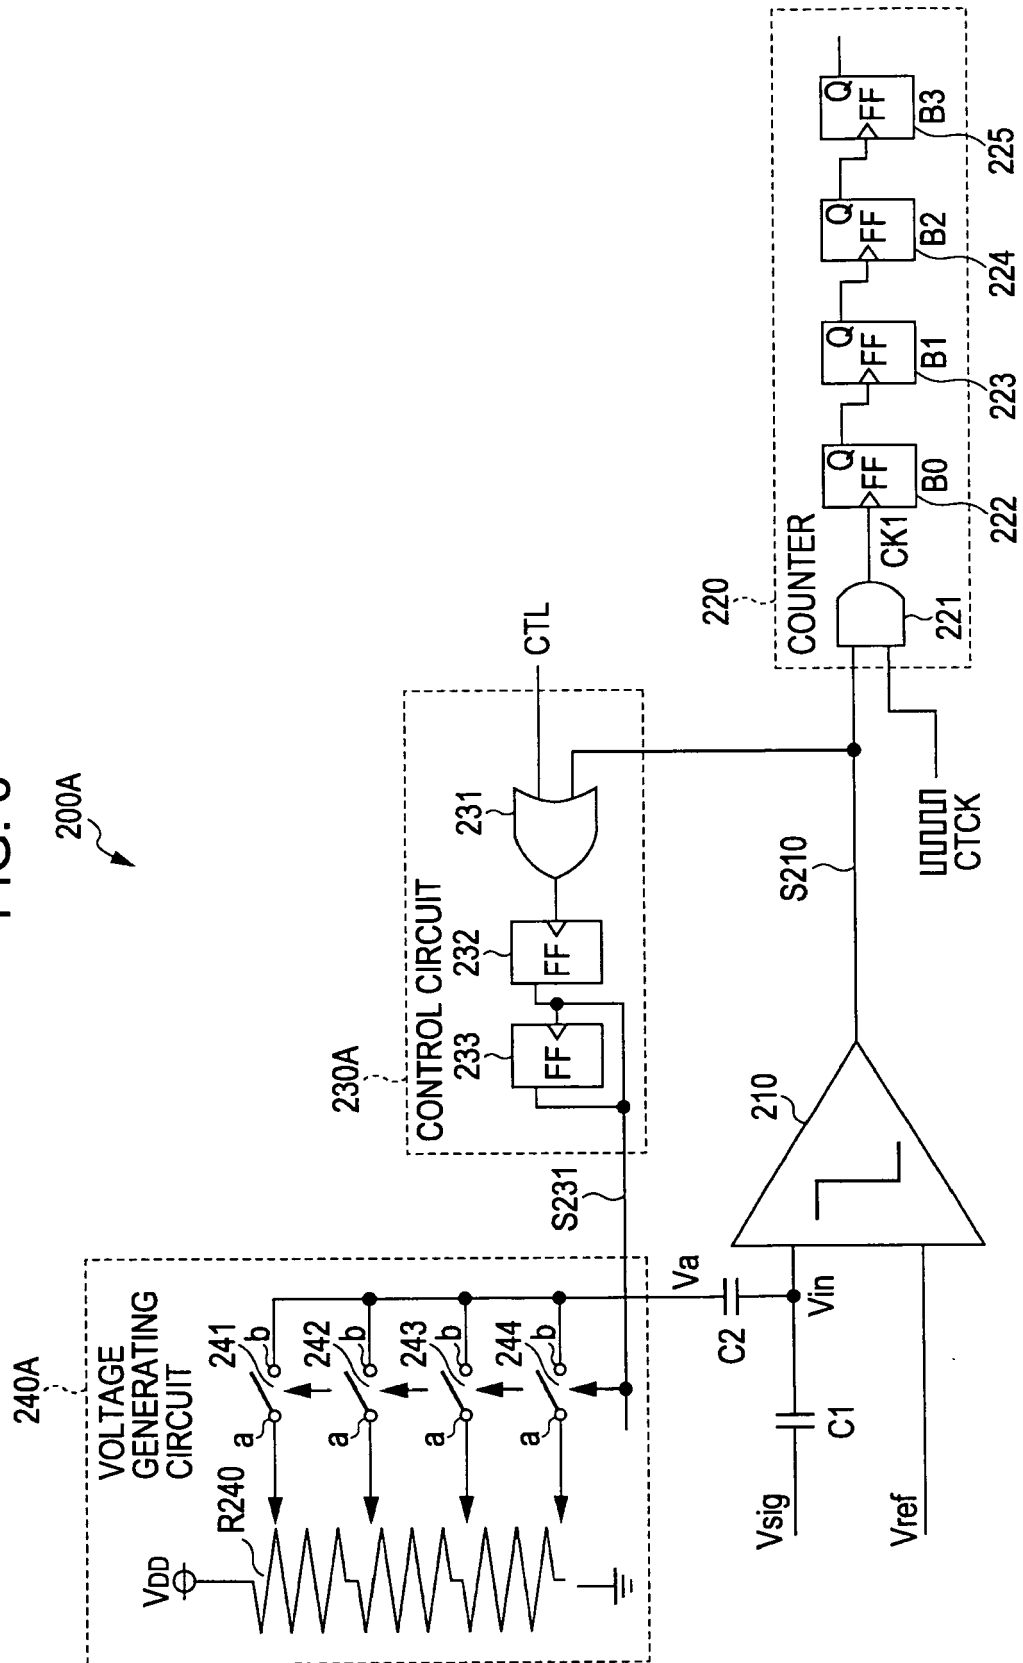 200A
240A
VOLTAGE
GENERATING
CIRCUIT
VDD
R240
a
241
b
a
242
b
a
243
b
a
244
b
230A
CONTROL CIRCUIT
233
FF
232
FF
231
CTL
S231
Va
C2
Vin
C1
Vsig
Vref
210
S210
CTCK
220
COUNTER
221
CK1
Q
FF
B0
222
Q
FF
B1
223
Q
FF
B2
224
Q
FF
B3
225